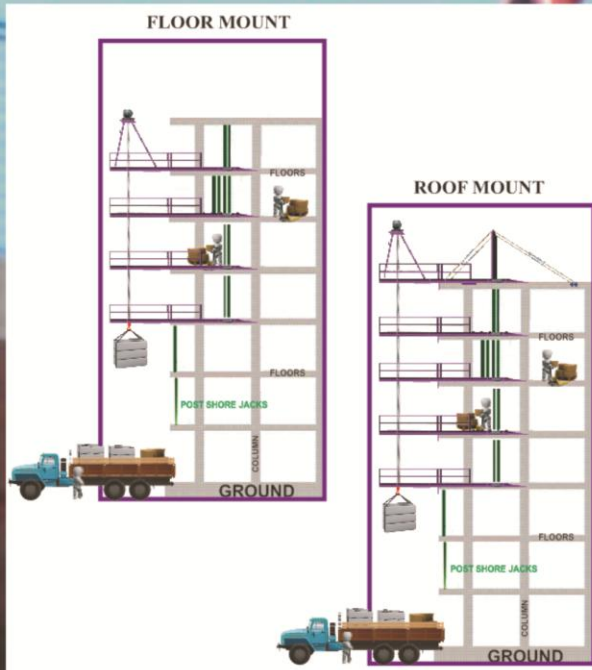 FLOOR MOUNT
FLOORS
FLOORS
POST SHORE JACKS
COLUMN
GROUND
ROOF MOUNT
FLOORS
FLOORS
POST SHORE JACKS
COLUMN
GROUND